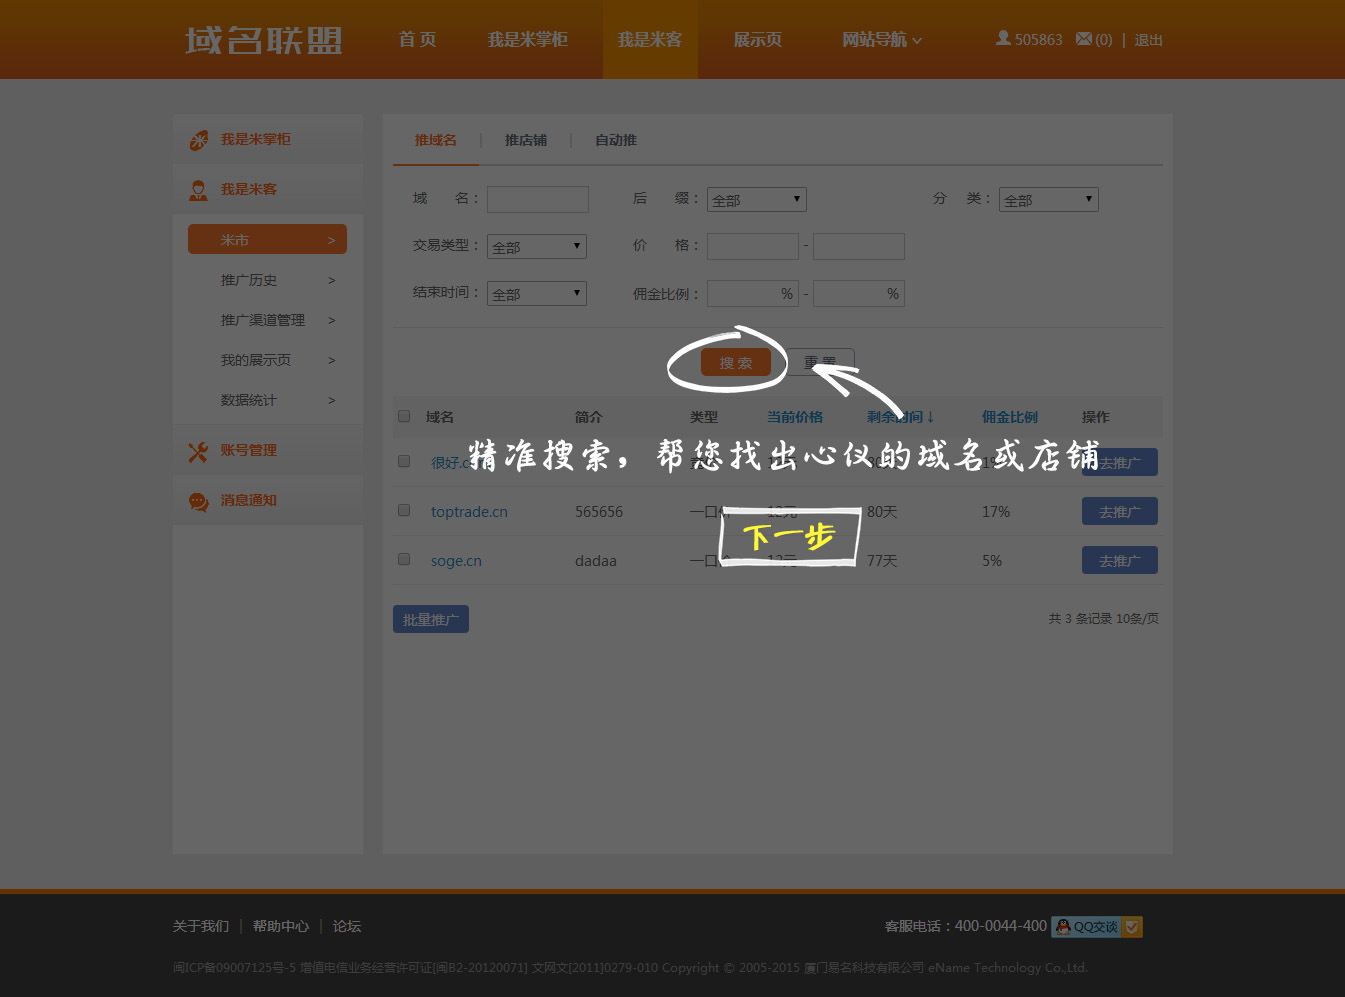 域名联盟 首 页 我是米掌柜 我是米客 展示页 网站导航 505863 (0) | 退出
我是米掌柜
我是米客
米市 >
推广历史 >
推广渠道管理 >
我的展示页 >
数据统计 >
账号管理
消息通知
推域名 | 推店铺 | 自动推
域 名： 后 缀： 全部 分 类： 全部
交易类型： 全部 价 格： -
结束时间： 全部 佣金比例： % - %
搜 索 重 置
域名 简介 类型 当前价格 剩余时间↓ 佣金比例 操作
精准搜索，帮您找出心仪的域名或店铺
去推广
toptrade.cn 565656 一口价 12元 80天 17% 去推广
下一步
soge.cn dadaa 一口价 12元 77天 5% 去推广
批量推广 共 3 条记录 10条/页
关于我们 | 帮助中心 | 论坛 客服电话：400-0044-400 QQ交谈
闽ICP备09007125号-5 增值电信业务经营许可证[闽B2-20120071] 文网文[2011]0279-010 Copyright © 2005-2015 厦门易名科技有限公司 eName Technology Co.,Ltd.